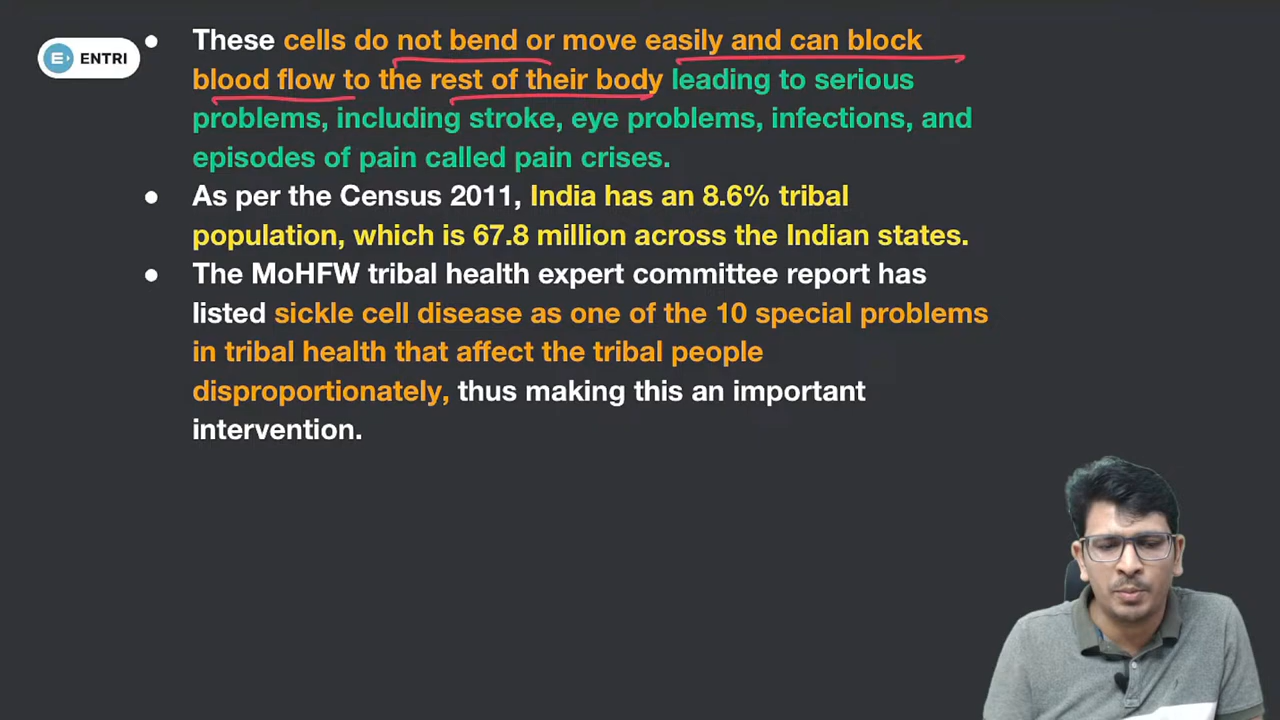 ENTRI
● These cells do not bend or move easily and can block
blood flow to the rest of their body leading to serious
problems, including stroke, eye problems, infections, and
episodes of pain called pain crises.
● As per the Census 2011, India has an 8.6% tribal
population, which is 67.8 million across the Indian states.
● The MoHFW tribal health expert committee report has
listed sickle cell disease as one of the 10 special problems
in tribal health that affect the tribal people
disproportionately, thus making this an important
intervention.